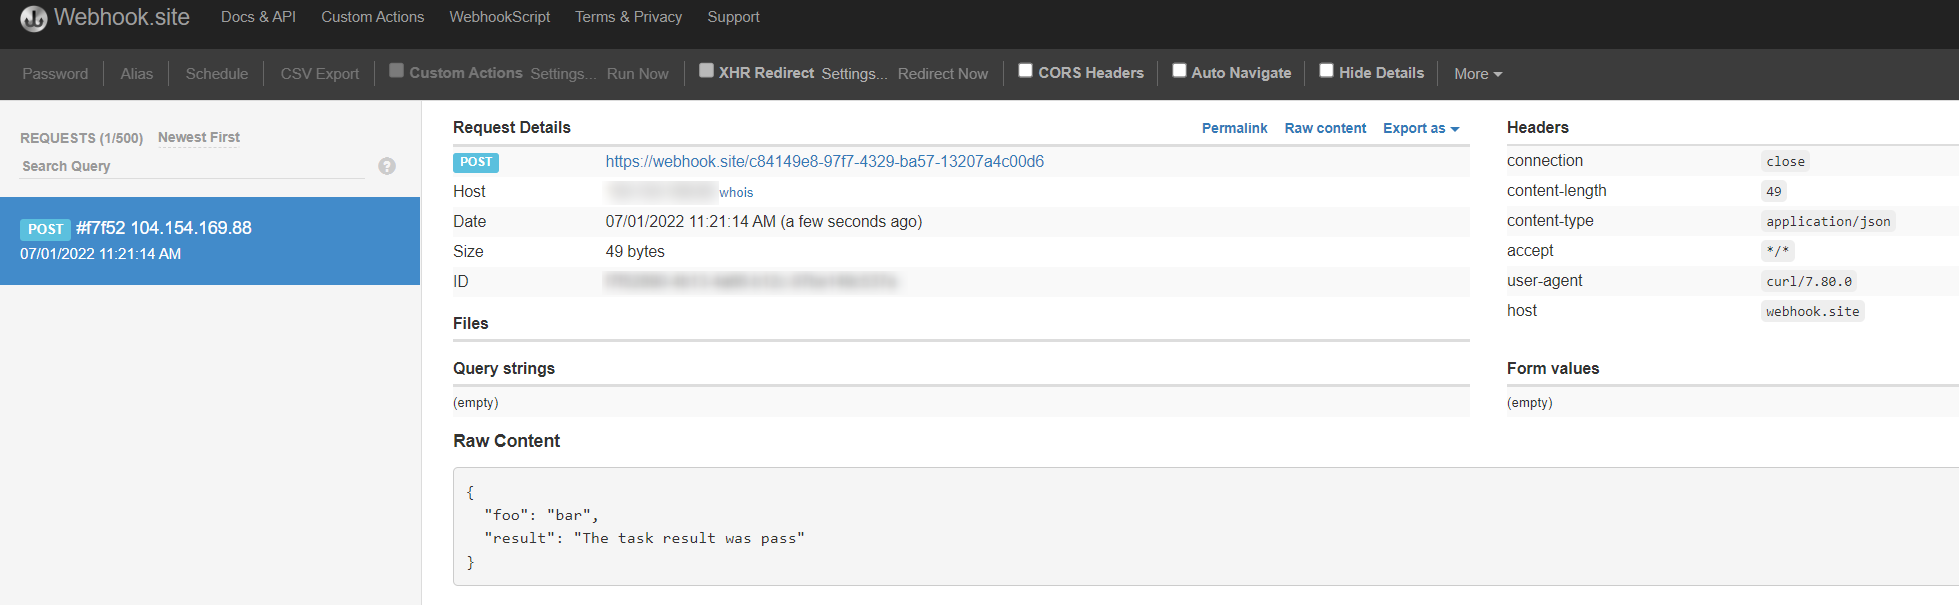 Webhook.site Docs & API Custom Actions WebhookScript Terms & Privacy Support
Password Alias Schedule CSV Export Custom Actions Settings... Run Now XHR Redirect Settings... Redirect Now CORS Headers Auto Navigate Hide Details More
REQUESTS (1/500) Newest First
Search Query ?
POST #f7f52 104.154.169.88
07/01/2022 11:21:14 AM
Request Details Permalink Raw content Export as
POST https://webhook.site/c84149e8-97f7-4329-ba57-13207a4c00d6
Host whois
Date 07/01/2022 11:21:14 AM (a few seconds ago)
Size 49 bytes
ID
Files
Query strings
(empty)
Headers
connection close
content-length 49
content-type application/json
accept */*
user-agent curl/7.80.0
host webhook.site
Form values
(empty)
Raw Content
{
"foo": "bar",
"result": "The task result was pass"
}